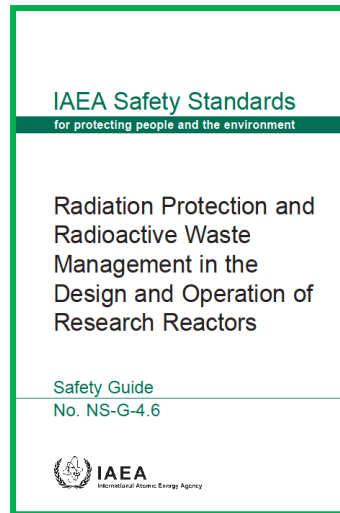 IAEA Safety Standards
for protecting people and the environment
Radiation Protection and
Radioactive Waste
Management in the
Design and Operation of
Research Reactors
Safety Guide
No. NS-G-4.6
IAEA
International Atomic Energy Agency